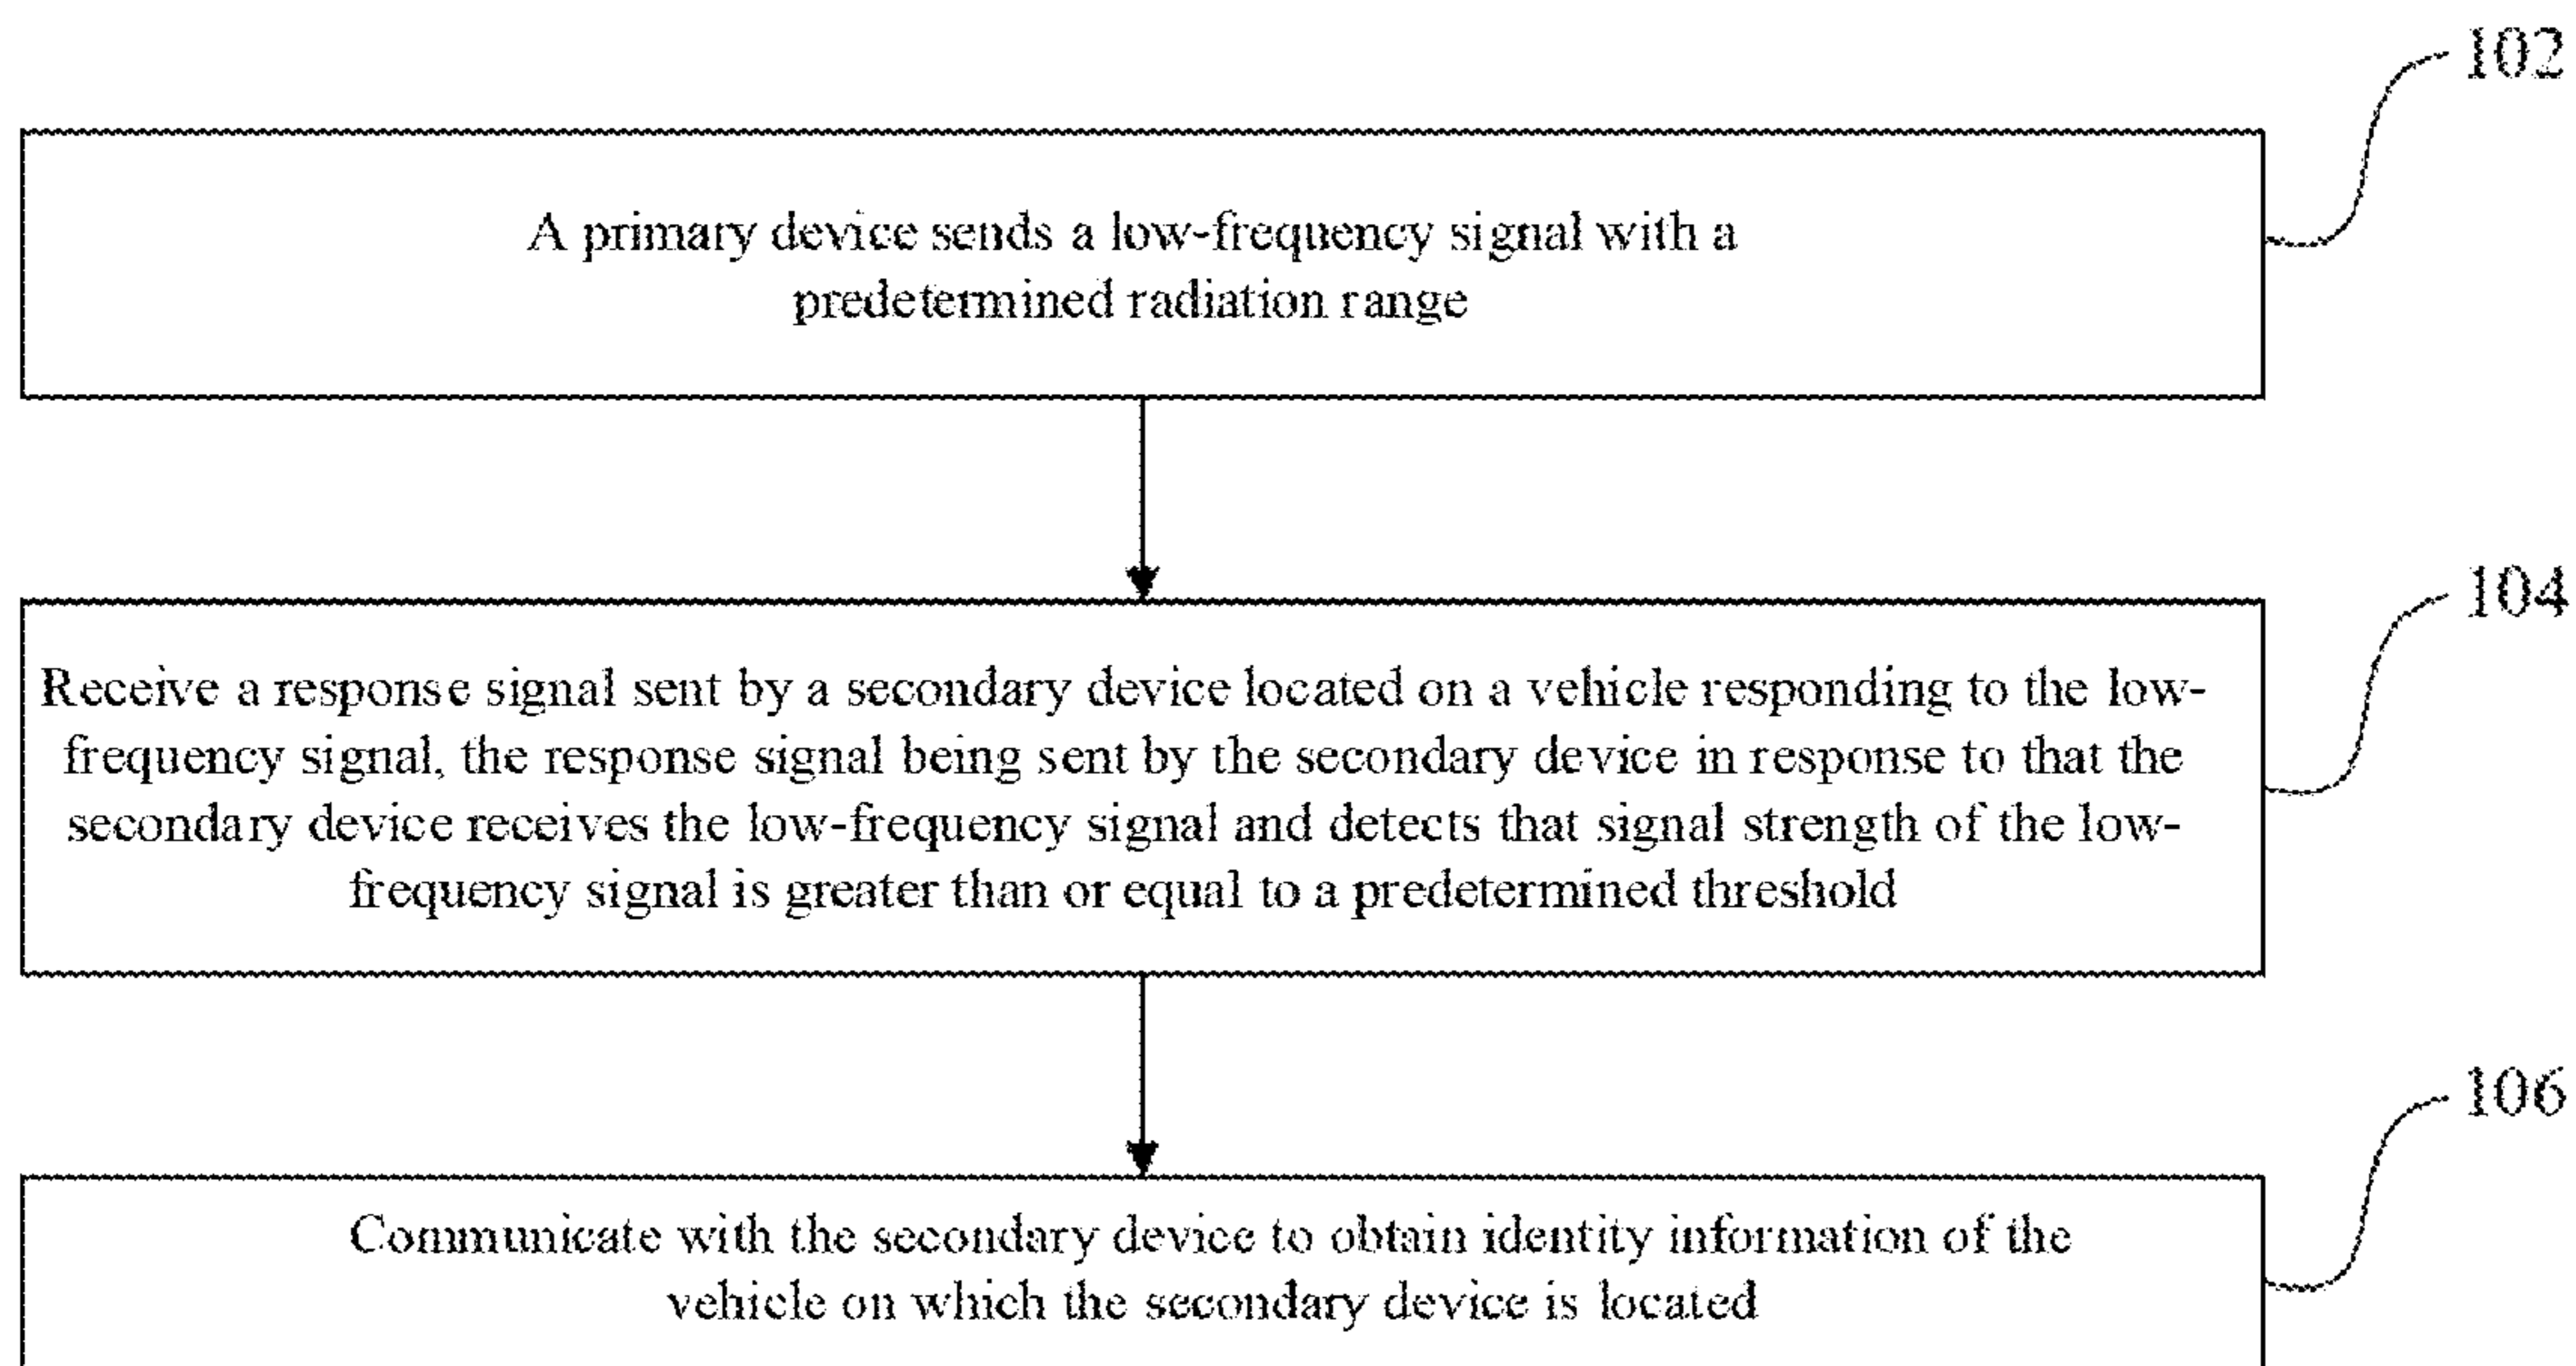 102
A primary device sends a low-frequency signal with a
predetermined radiation range
104
Receive a response signal sent by a secondary device located on a vehicle responding to the low-
frequency signal, the response signal being sent by the secondary device in response to that the
secondary device receives the low-frequency signal and detects that signal strength of the low-
frequency signal is greater than or equal to a predetermined threshold
106
Communicate with the secondary device to obtain identity information of the
vehicle on which the secondary device is located